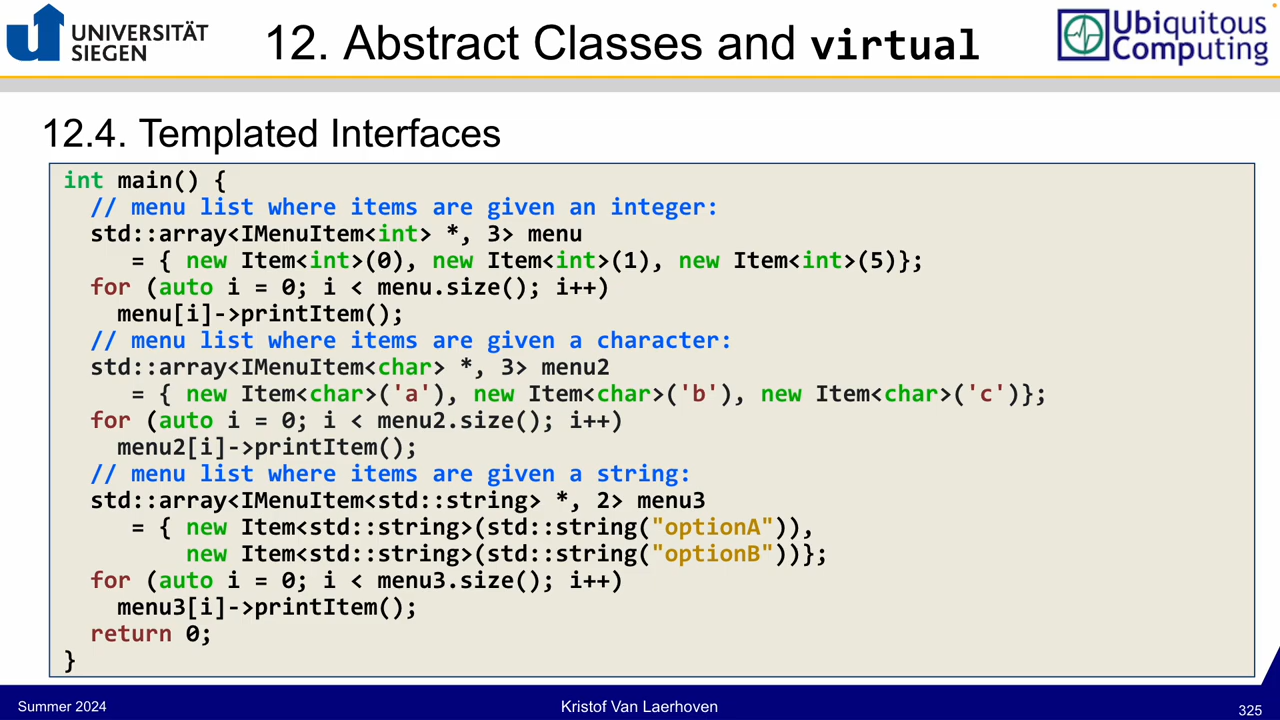 UNIVERSITÄT
SIEGEN
12. Abstract Classes and virtual
Ubiquitous
Computing
12.4. Templated Interfaces
int main() {
  // menu list where items are given an integer:
  std::array<IMenuItem<int> *, 3> menu
     = { new Item<int>(0), new Item<int>(1), new Item<int>(5)};
  for (auto i = 0; i < menu.size(); i++)
    menu[i]->printItem();
  // menu list where items are given a character:
  std::array<IMenuItem<char> *, 3> menu2
     = { new Item<char>('a'), new Item<char>('b'), new Item<char>('c')};
  for (auto i = 0; i < menu2.size(); i++)
    menu2[i]->printItem();
  // menu list where items are given a string:
  std::array<IMenuItem<std::string> *, 2> menu3
     = { new Item<std::string>(std::string("optionA")),
         new Item<std::string>(std::string("optionB"))};
  for (auto i = 0; i < menu3.size(); i++)
    menu3[i]->printItem();
  return 0;
}
Summer 2024
Kristof Van Laerhoven
325